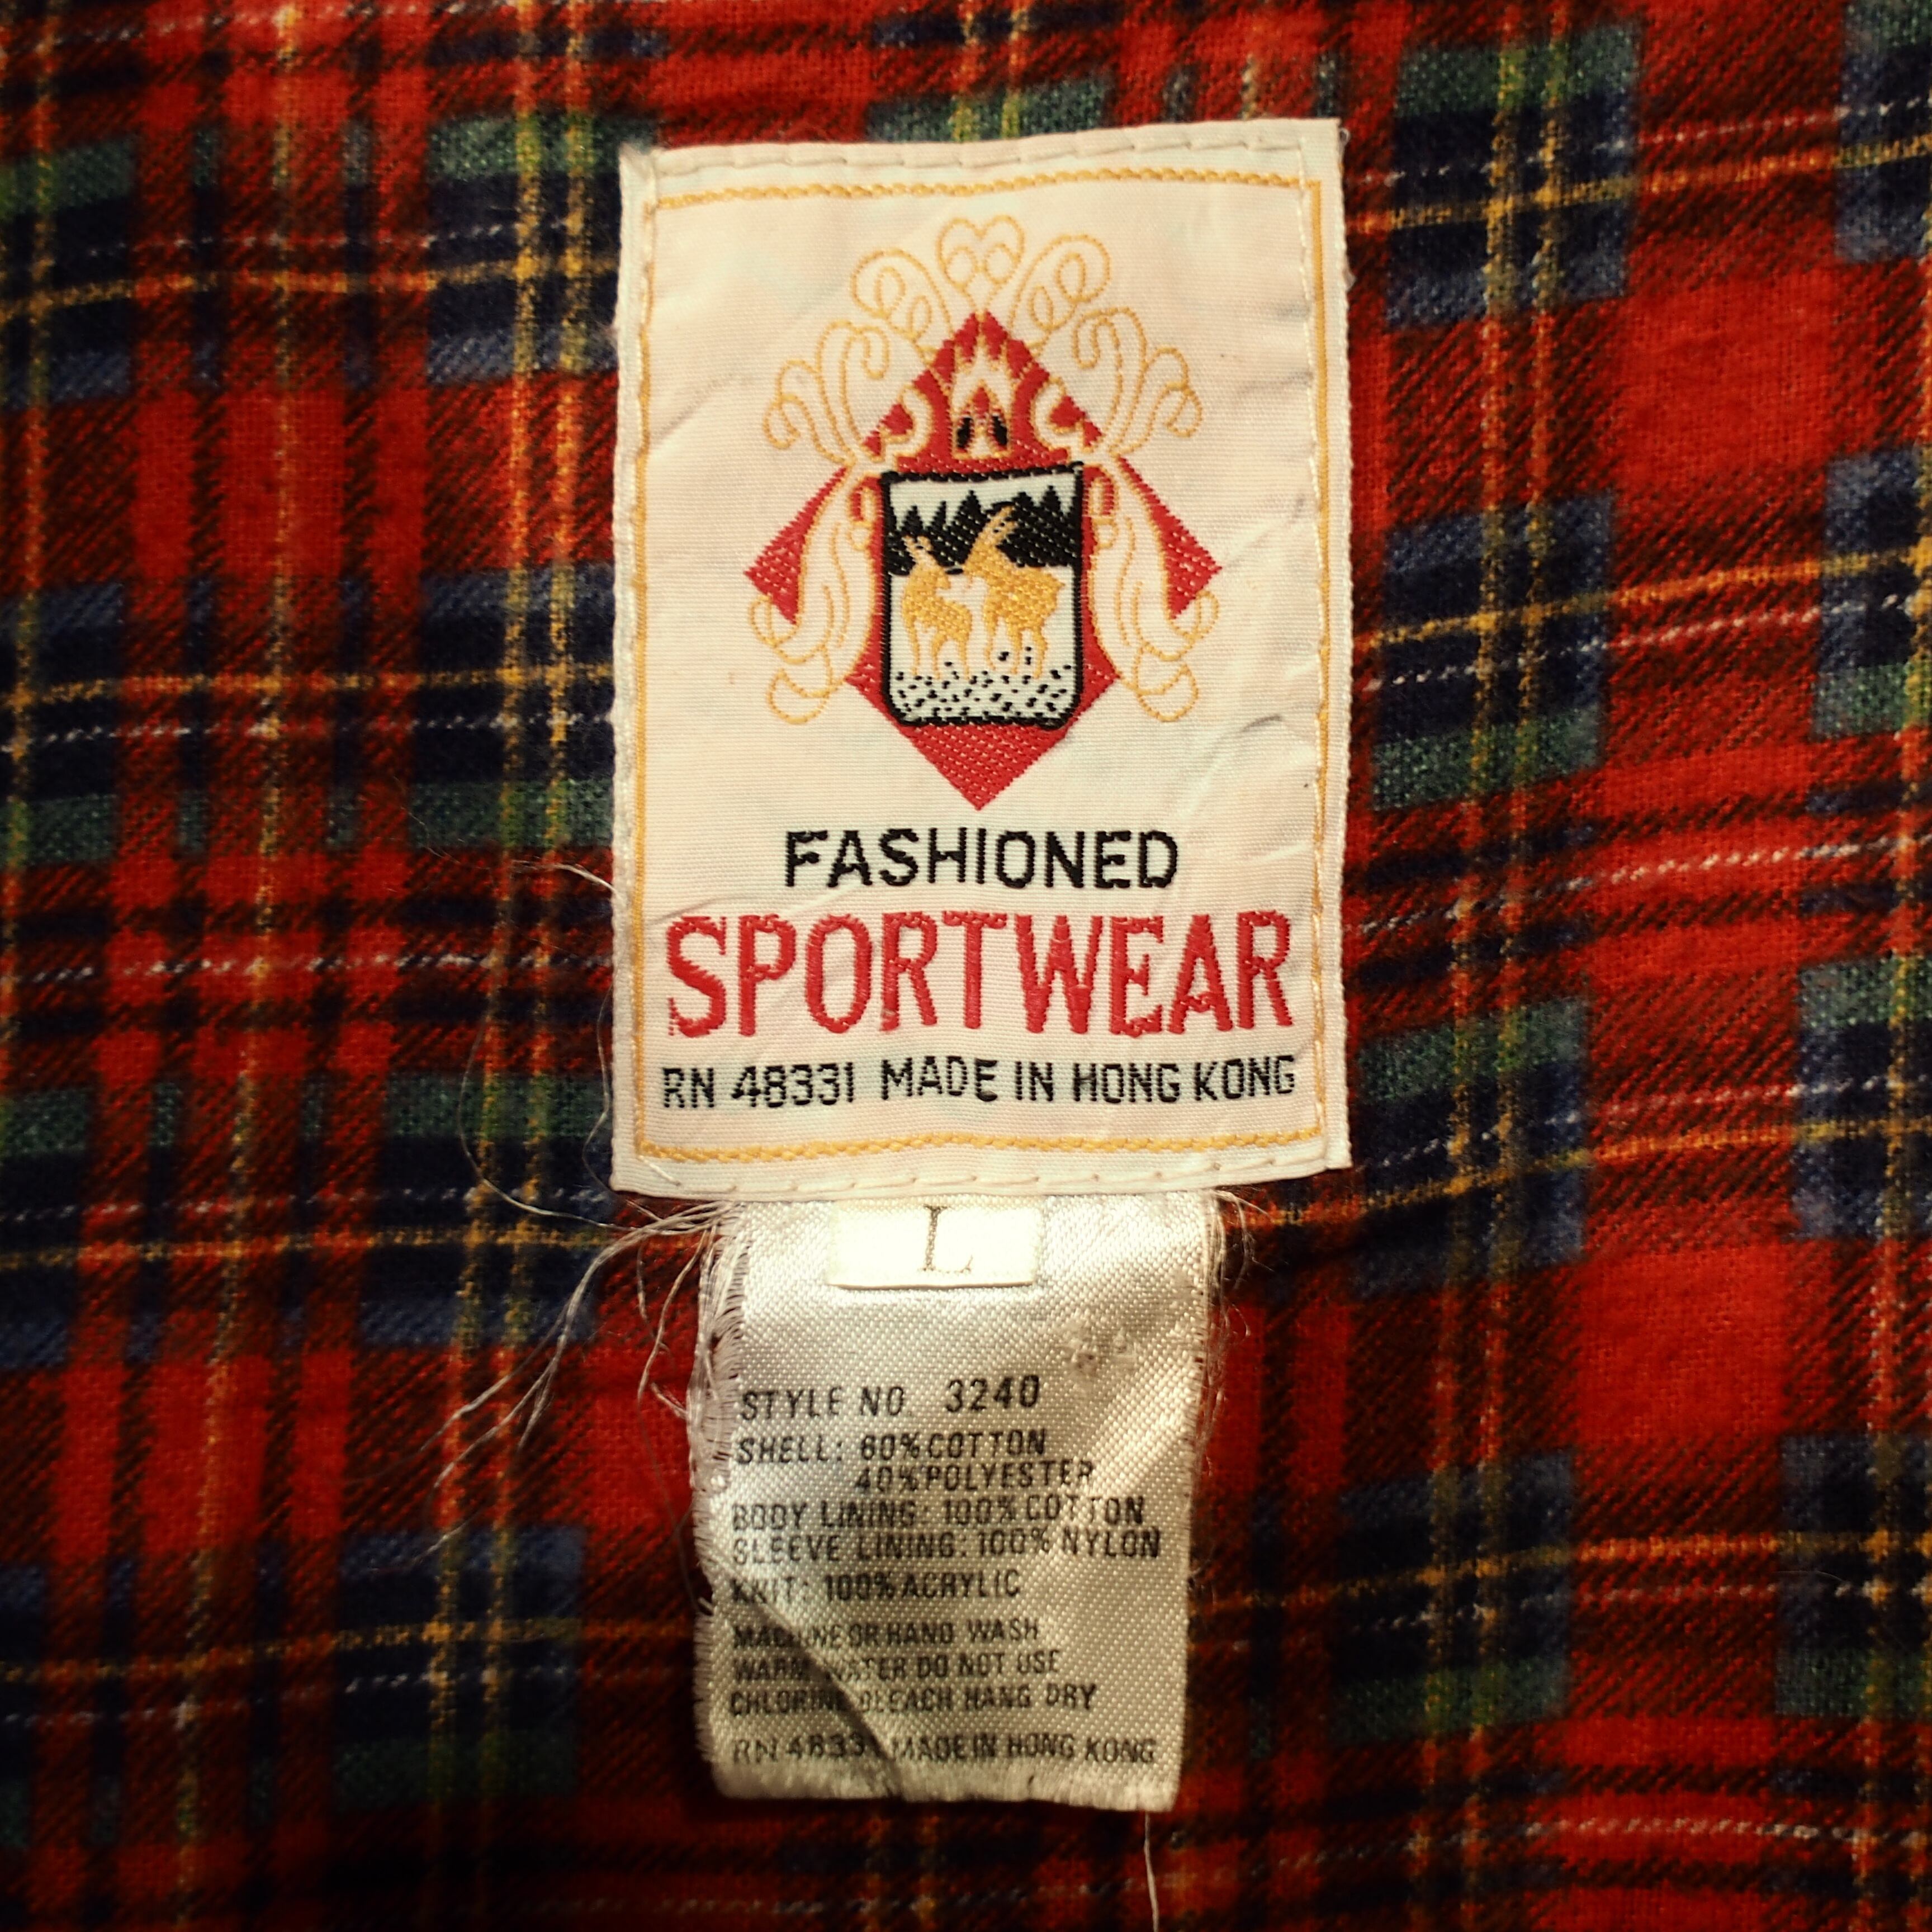 FASHIONED
SPORTWEAR
RN 48331 MADE IN HONG KONG
L
STYLE NO. 3240
SHELL: 60% COTTON
40% POLYESTER
BODY LINING: 100% COTTON
SLEEVE LINING: 100% NYLON
KNIT: 100% ACRYLIC
MACHINE OR HAND WASH
WARM WATER DO NOT USE
CHLORINE BLEACH HANG DRY
RN 48331 MADE IN HONG KONG